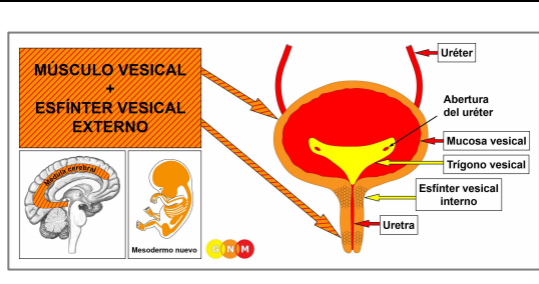 MÚSCULO VESICAL
+
ESFÍNTER VESICAL
EXTERNO
Médula cerebral
Mesodermo nuevo
GNM
Uréter
Abertura
del uréter
Mucosa vesical
Trígono vesical
Esfínter vesical
interno
Uretra